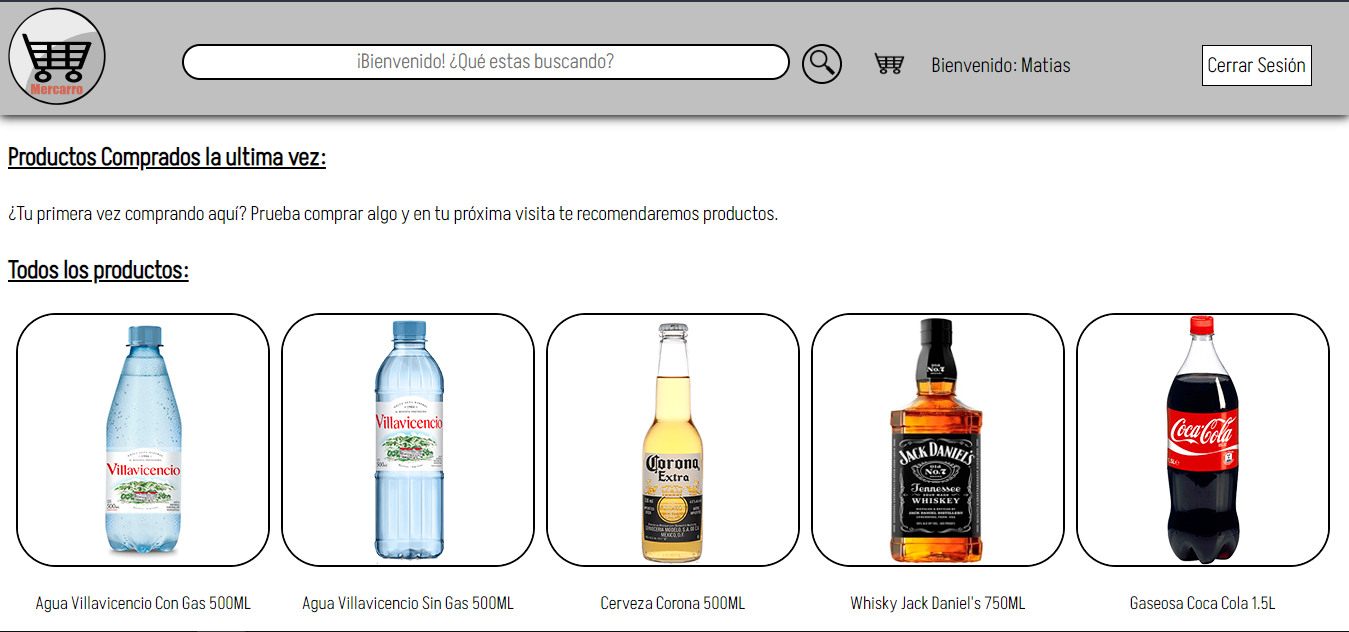 Mercarro
¡Bienvenido! ¿Qué estas buscando?
Bienvenido: Matias
Cerrar Sesión
Productos Comprados la ultima vez:
¿Tu primera vez comprando aquí? Prueba comprar algo y en tu próxima visita te recomendaremos productos.
Todos los productos:
Villavicencio
Villavicencio
Corona
Extra
No.7
JACK DANIEL'S
OLD
No.7
Tennessee
WHISKEY
Coca-Cola
Agua Villavicencio Con Gas 500ML
Agua Villavicencio Sin Gas 500ML
Cerveza Corona 500ML
Whisky Jack Daniel's 750ML
Gaseosa Coca Cola 1.5L